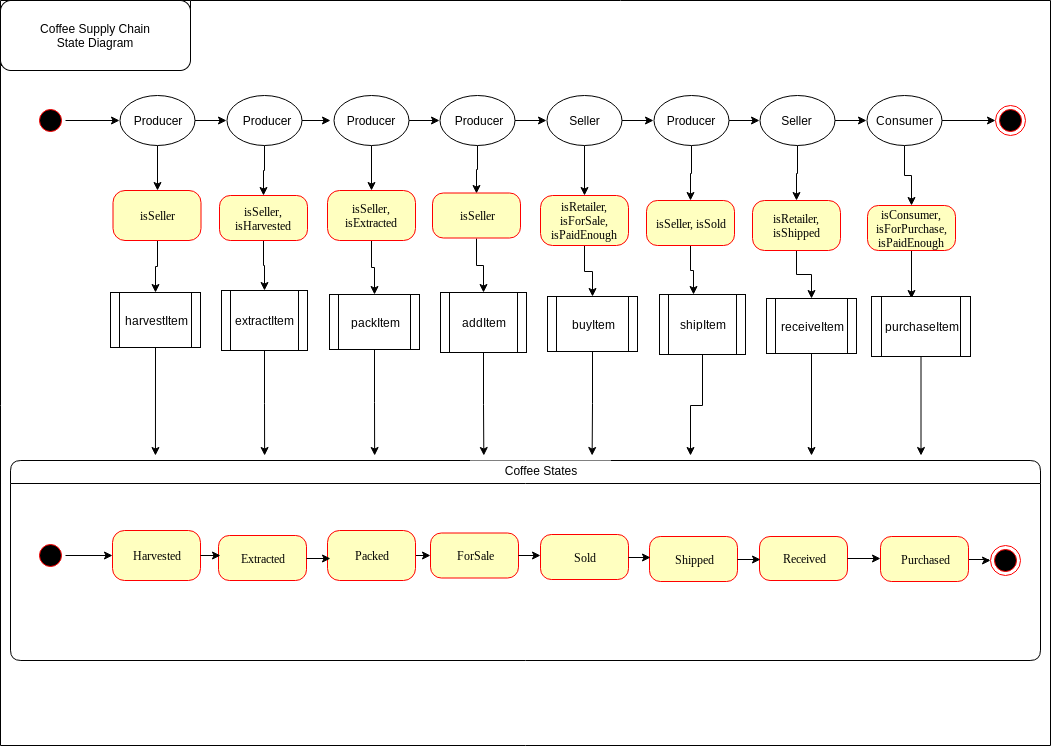 Coffee Supply Chain
State Diagram
Producer
Producer
Producer
Producer
Seller
Producer
Seller
Consumer
isSeller
isSeller,
isHarvested
isSeller,
isExtracted
isSeller
isRetailer,
isForSale,
isPaidEnough
isSeller, isSold
isRetailer,
isShipped
isConsumer,
isForPurchase,
isPaidEnough
harvestItem
extractItem
packItem
addItem
buyItem
shipItem
receiveItem
purchaseItem
Coffee States
Harvested
Extracted
Packed
ForSale
Sold
Shipped
Received
Purchased